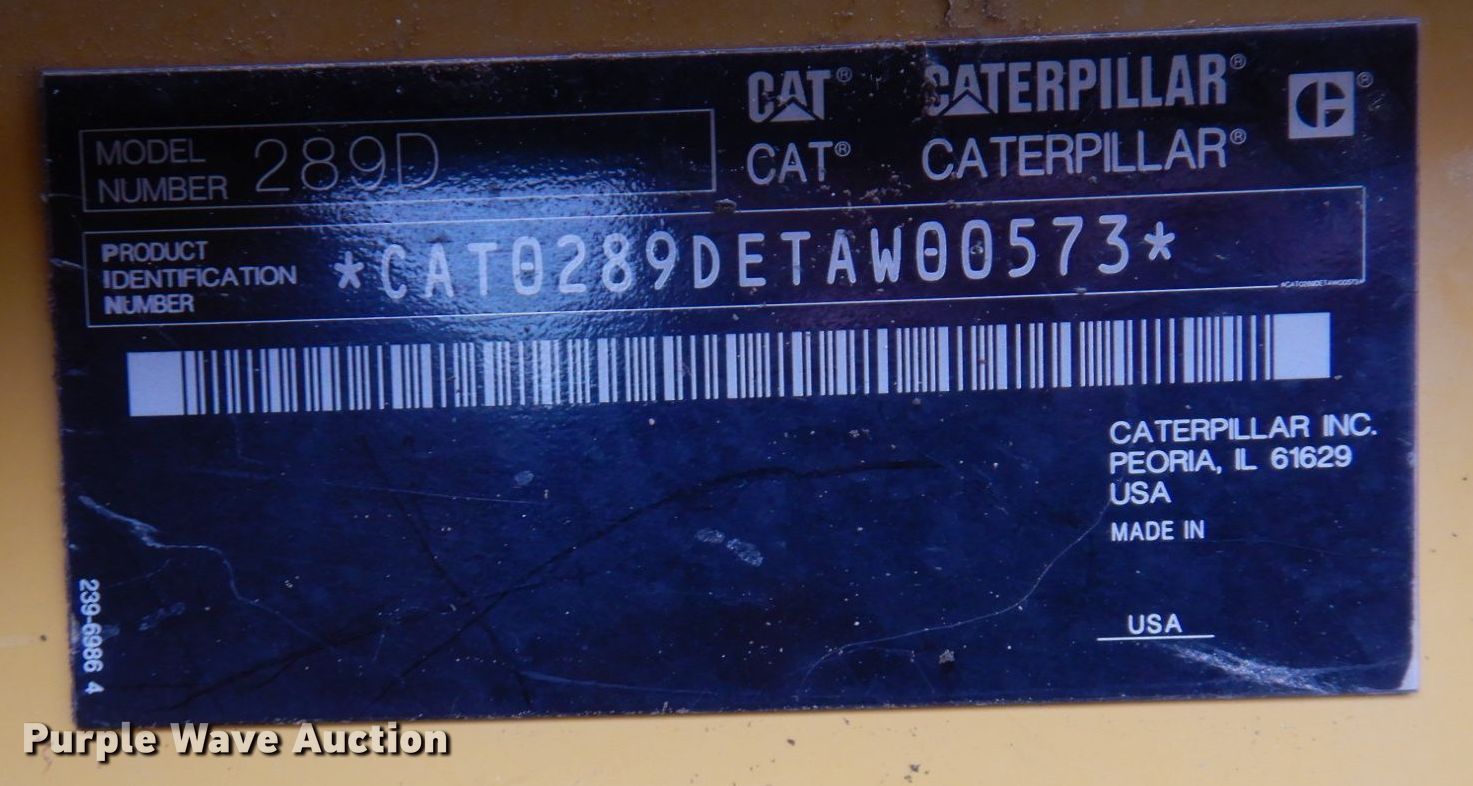 CAT® CATERPILLAR® ®
CAT® CATERPILLAR®
MODEL
NUMBER 289D
PRODUCT
IDENTIFICATION
NUMBER
*CAT0289DETAW00573*
*CAT0289DETAW00573*
CATERPILLAR INC.
PEORIA, IL 61629
USA
MADE IN
USA
239-6986 4
Purple Wave Auction